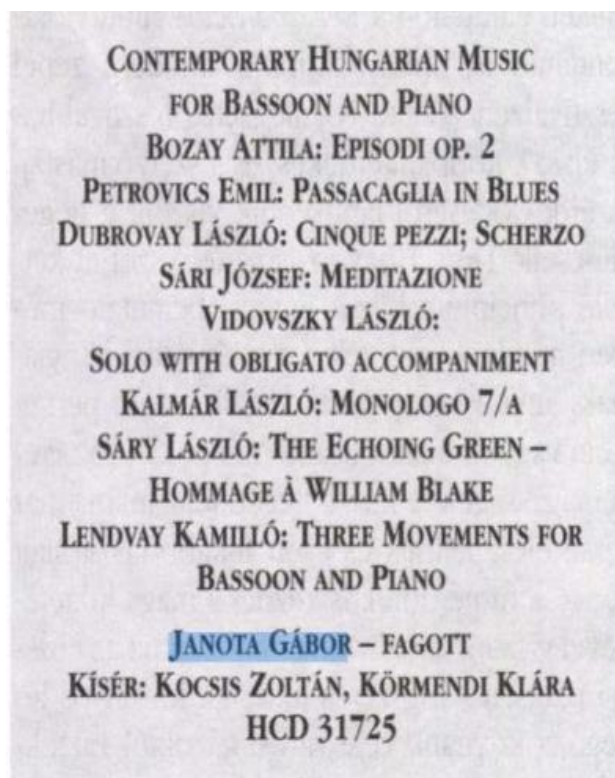 CONTEMPORARY HUNGARIAN MUSIC
FOR BASSOON AND PIANO
BOZAY ATTILA: EPISODI OP. 2
PETROVICS EMIL: PASSACAGLIA IN BLUES
DUBROVAY LÁSZLÓ: CINQUE PEZZI; SCHERZO
SÁRI JÓZSEF: MEDITAZIONE
VIDOVSZKY LÁSZLÓ:
SOLO WITH OBLIGATO ACCOMPANIMENT
KALMÁR LÁSZLÓ: MONOLOGO 7/A
SÁRY LÁSZLÓ: THE ECHOING GREEN –
HOMMAGE À WILLIAM BLAKE
LENDVAY KAMILLÓ: THREE MOVEMENTS FOR
BASSOON AND PIANO
JANOTA GÁBOR – FAGOTT
KÍSÉR: KOCSIS ZOLTÁN, KÖRMENDI KLÁRA
HCD 31725